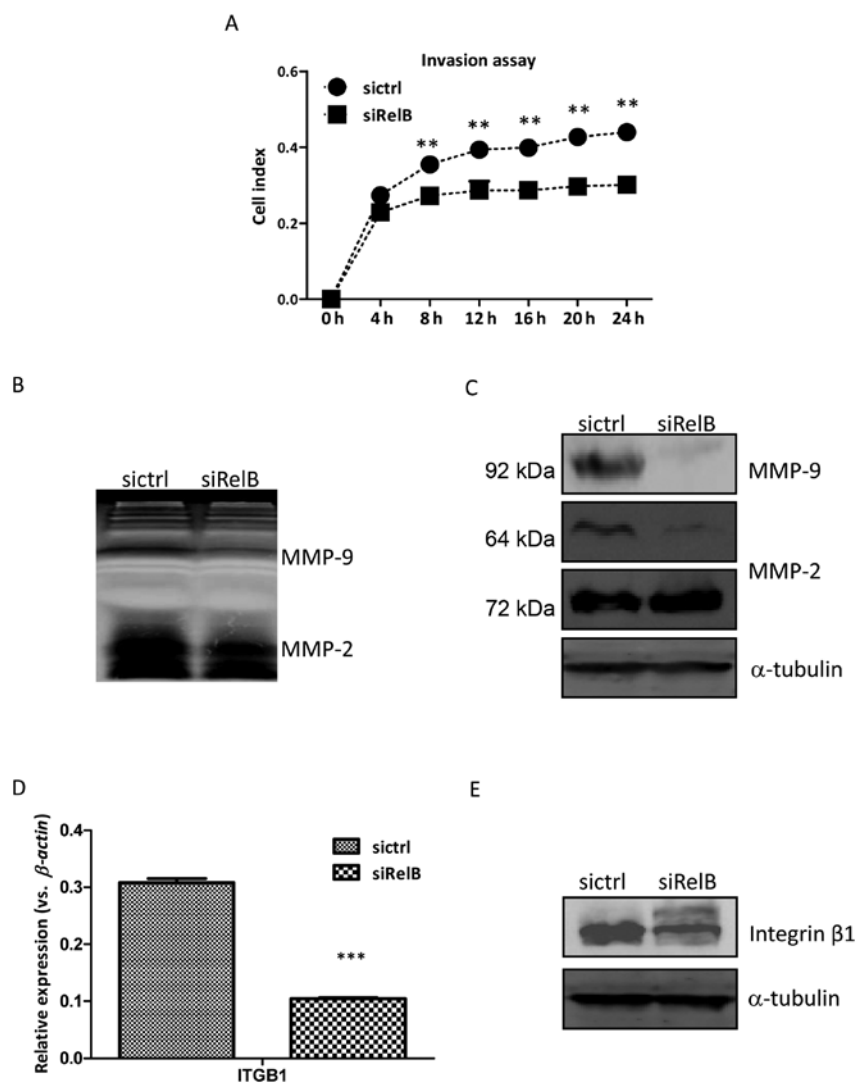 A
Invasion assay
0.6
sictrl
siRelB
** ** ** ** **
0.4
Cell index
0.2
0.0
0 h 4 h 8 h 12 h 16 h 20 h 24 h
B
sictrl siRelB
MMP-9
MMP-2
C
sictrl siRelB
92 kDa MMP-9
64 kDa
MMP-2
72 kDa
α-tubulin
D
Relative expression (vs. β-actin)
0.4
0.3
0.2
0.1
0.0
sictrl
siRelB
***
ITGB1
E
sictrl siRelB
Integrin β1
α-tubulin